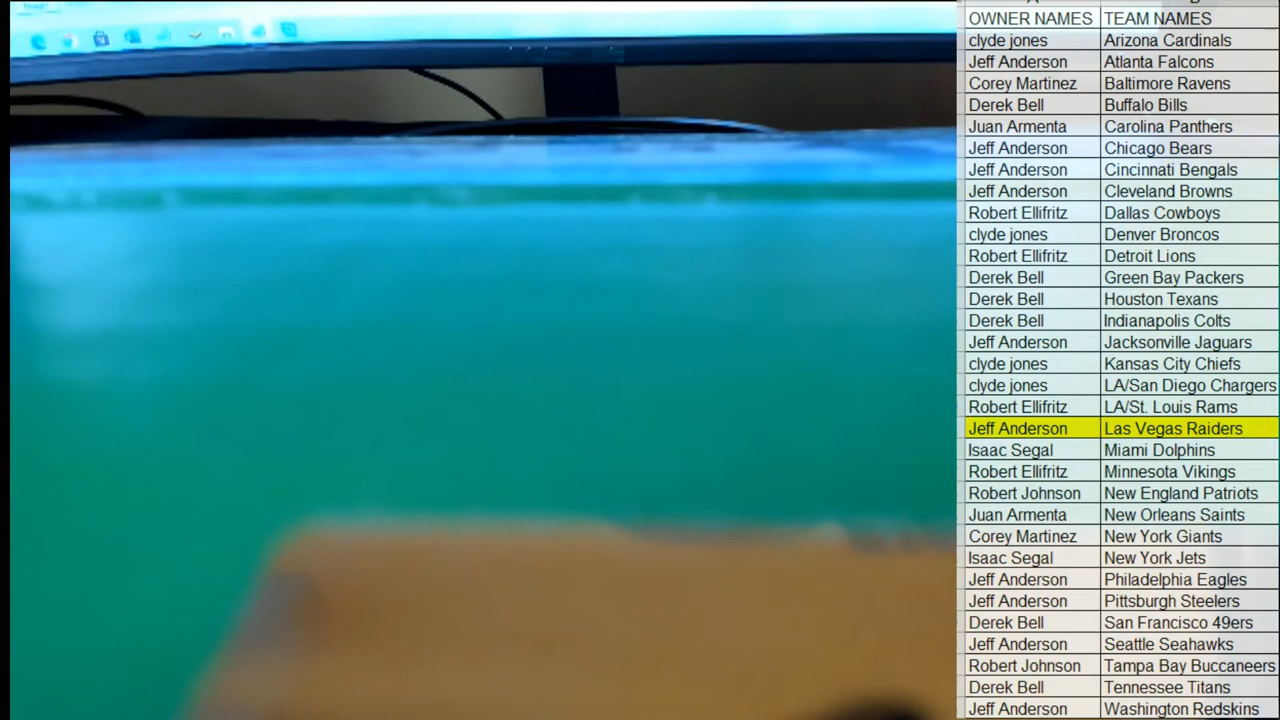 OWNER NAMES TEAM NAMES
clyde jones Arizona Cardinals
Jeff Anderson Atlanta Falcons
Corey Martinez Baltimore Ravens
Derek Bell Buffalo Bills
Juan Armenta Carolina Panthers
Jeff Anderson Chicago Bears
Jeff Anderson Cincinnati Bengals
Jeff Anderson Cleveland Browns
Robert Ellifritz Dallas Cowboys
clyde jones Denver Broncos
Robert Ellifritz Detroit Lions
Derek Bell Green Bay Packers
Derek Bell Houston Texans
Derek Bell Indianapolis Colts
Jeff Anderson Jacksonville Jaguars
clyde jones Kansas City Chiefs
clyde jones LA/San Diego Chargers
Robert Ellifritz LA/St. Louis Rams
Jeff Anderson Las Vegas Raiders
Isaac Segal Miami Dolphins
Robert Ellifritz Minnesota Vikings
Robert Johnson New England Patriots
Juan Armenta New Orleans Saints
Corey Martinez New York Giants
Isaac Segal New York Jets
Jeff Anderson Philadelphia Eagles
Jeff Anderson Pittsburgh Steelers
Derek Bell San Francisco 49ers
Jeff Anderson Seattle Seahawks
Robert Johnson Tampa Bay Buccaneers
Derek Bell Tennessee Titans
Jeff Anderson Washington Redskins